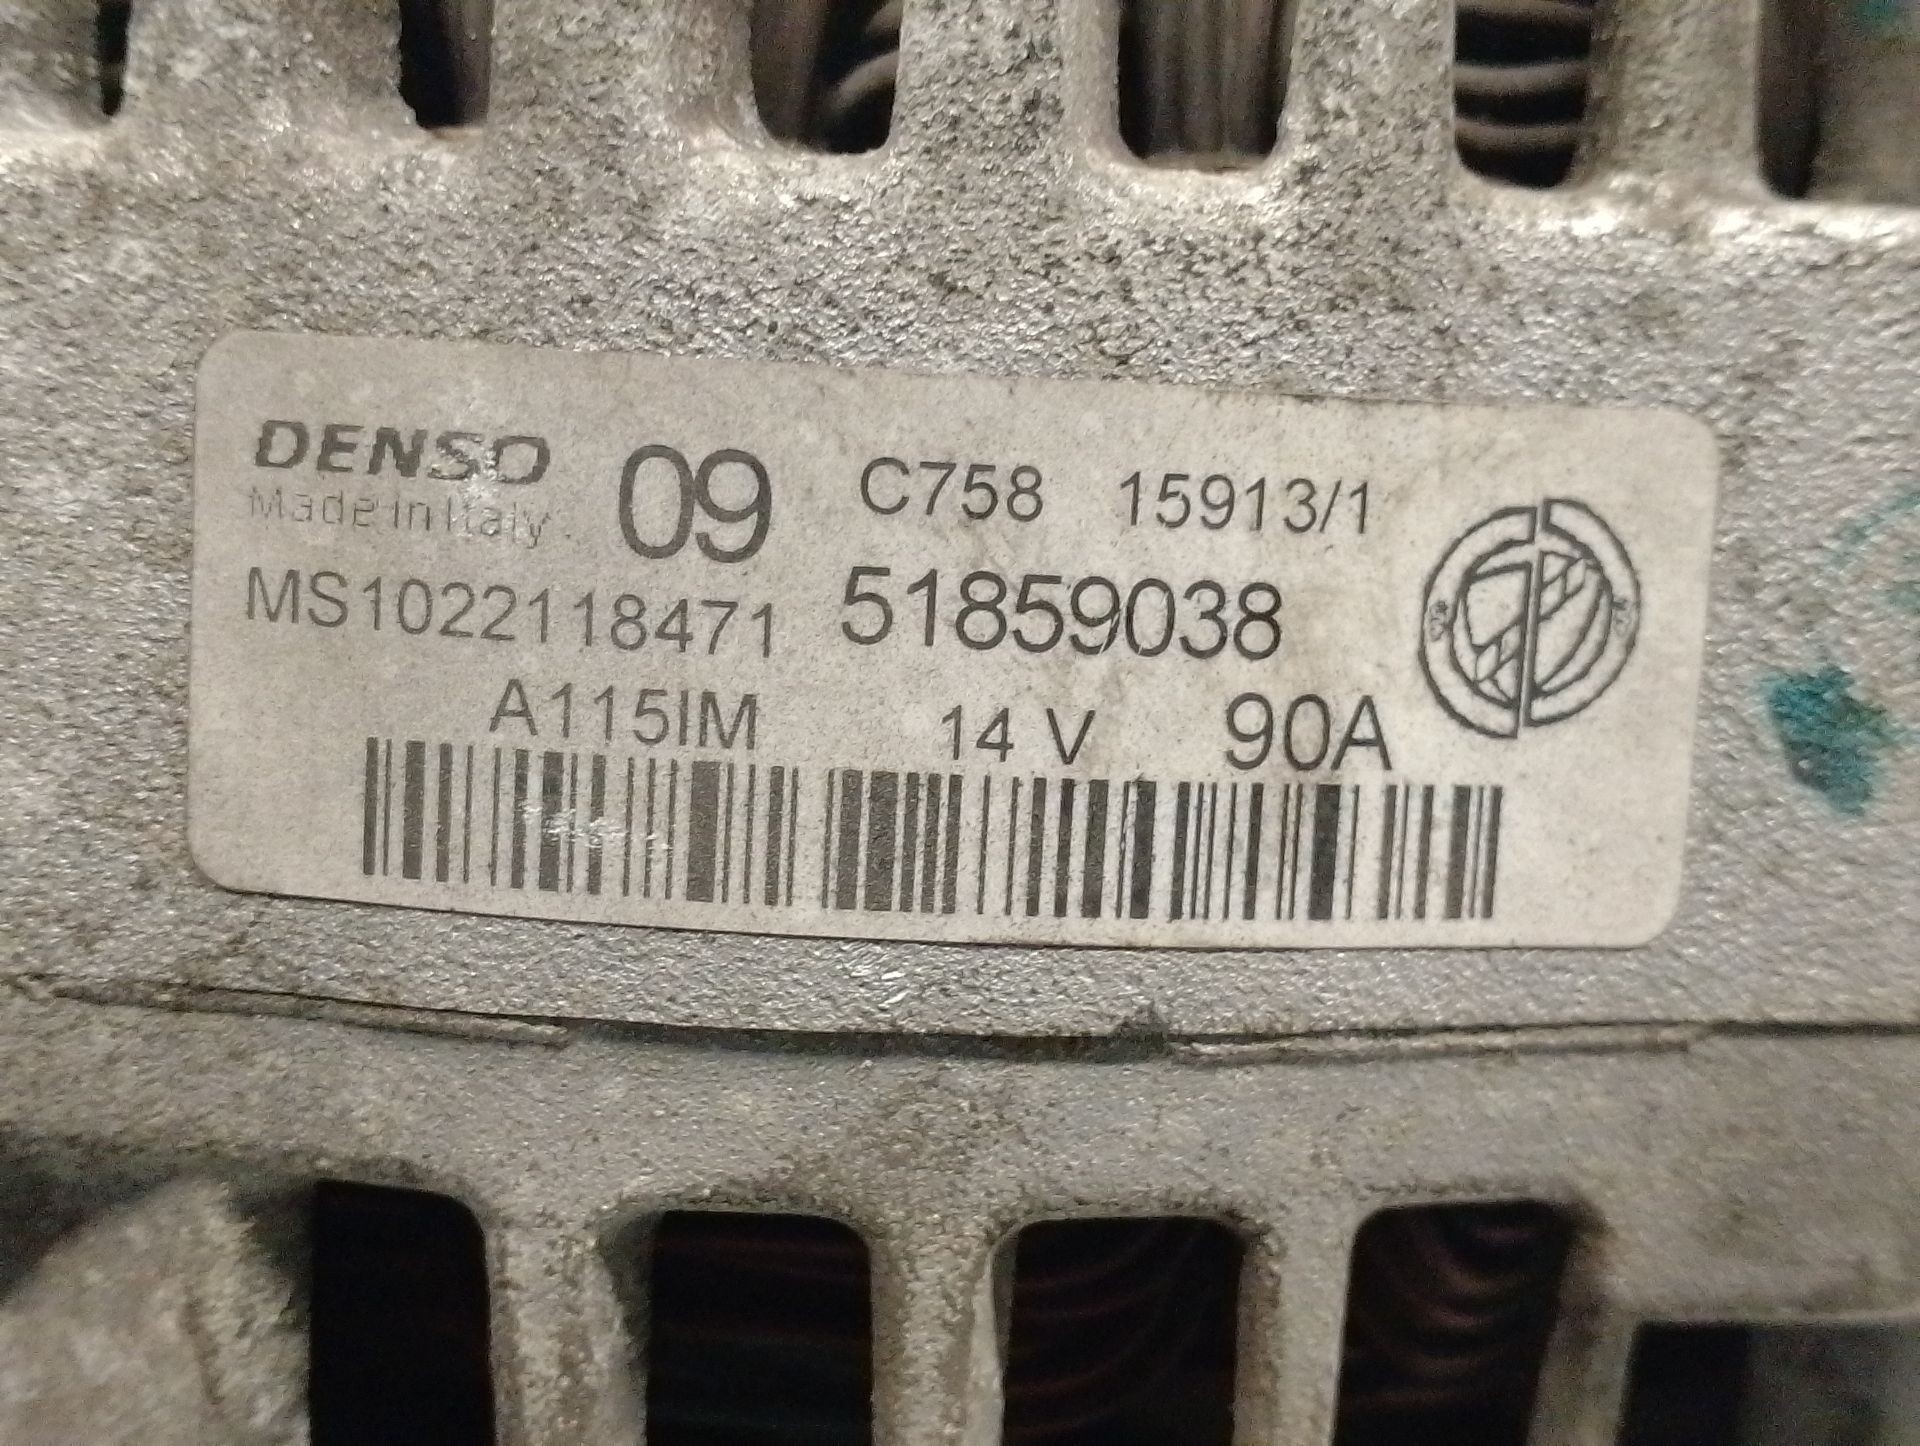 DENSO 09 C758 15913/1
Made in Italy
MS1022118471 51859038
A115IM 14 V 90A